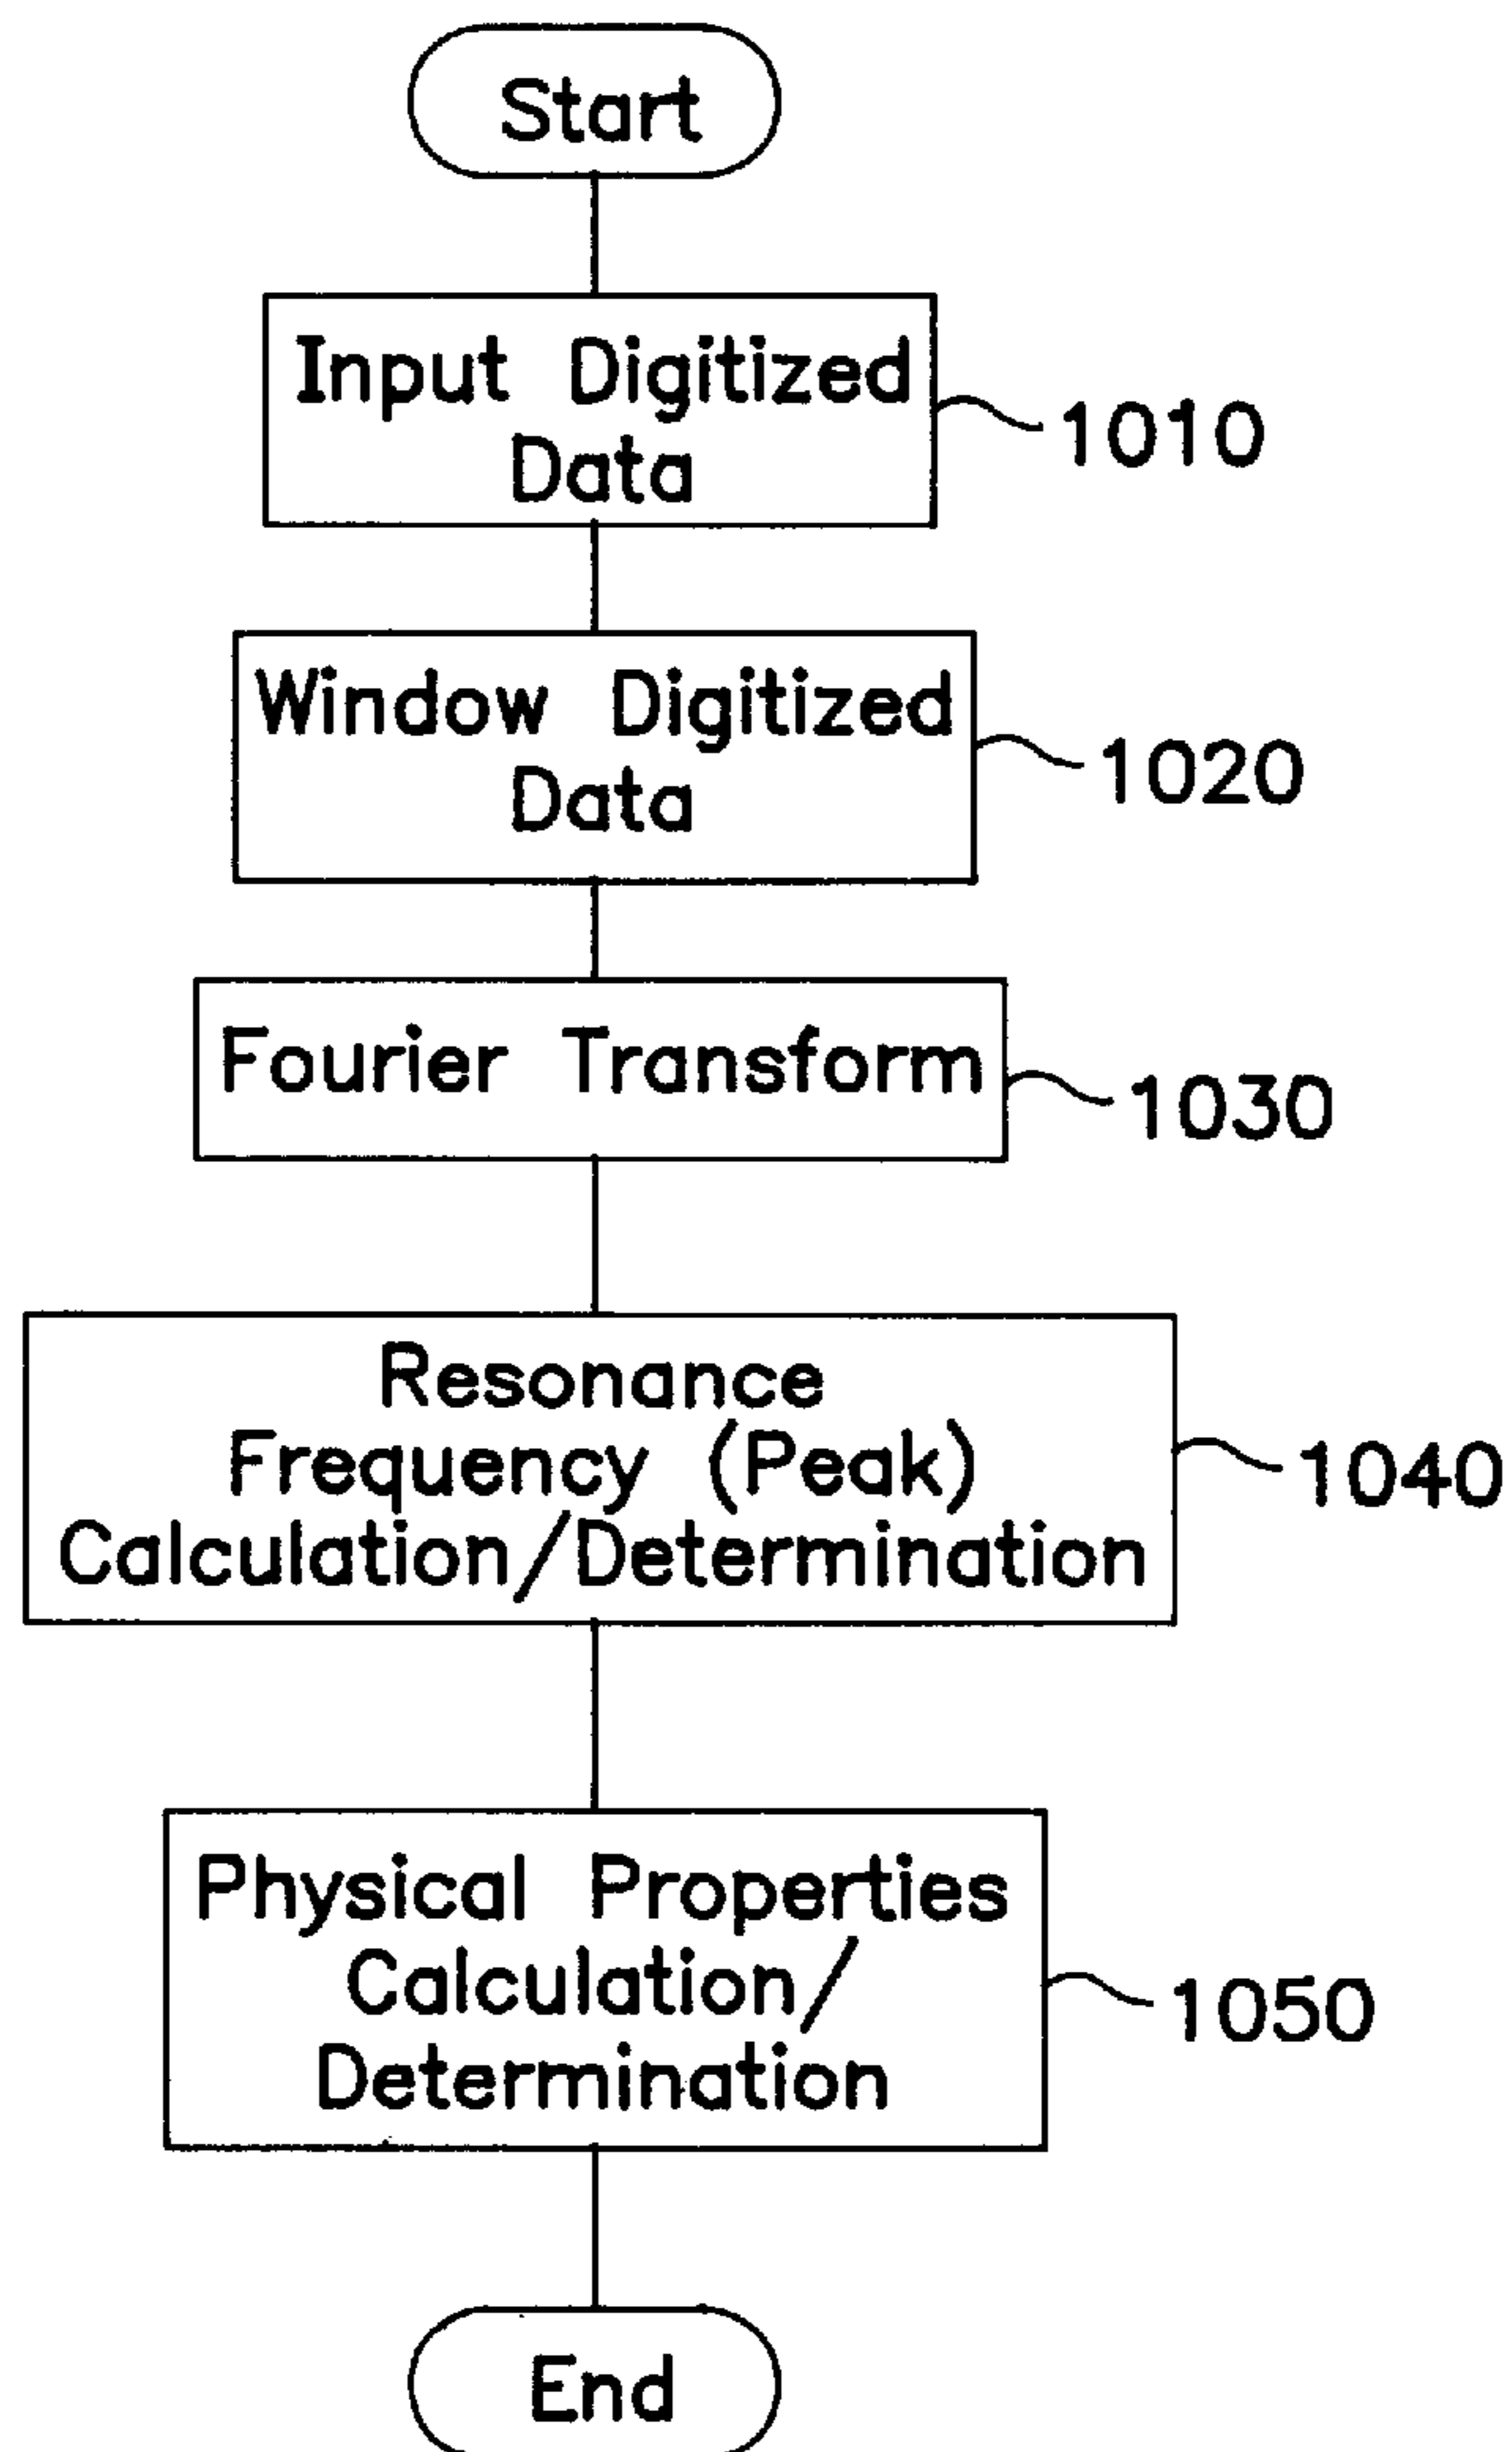 Start
Input Digitized
Data
1010
Window Digitized
Data
1020
Fourier Transform
1030
Resonance
Frequency (Peak)
Calculation/Determination
1040
Physical Properties
Calculation/
Determination
1050
End